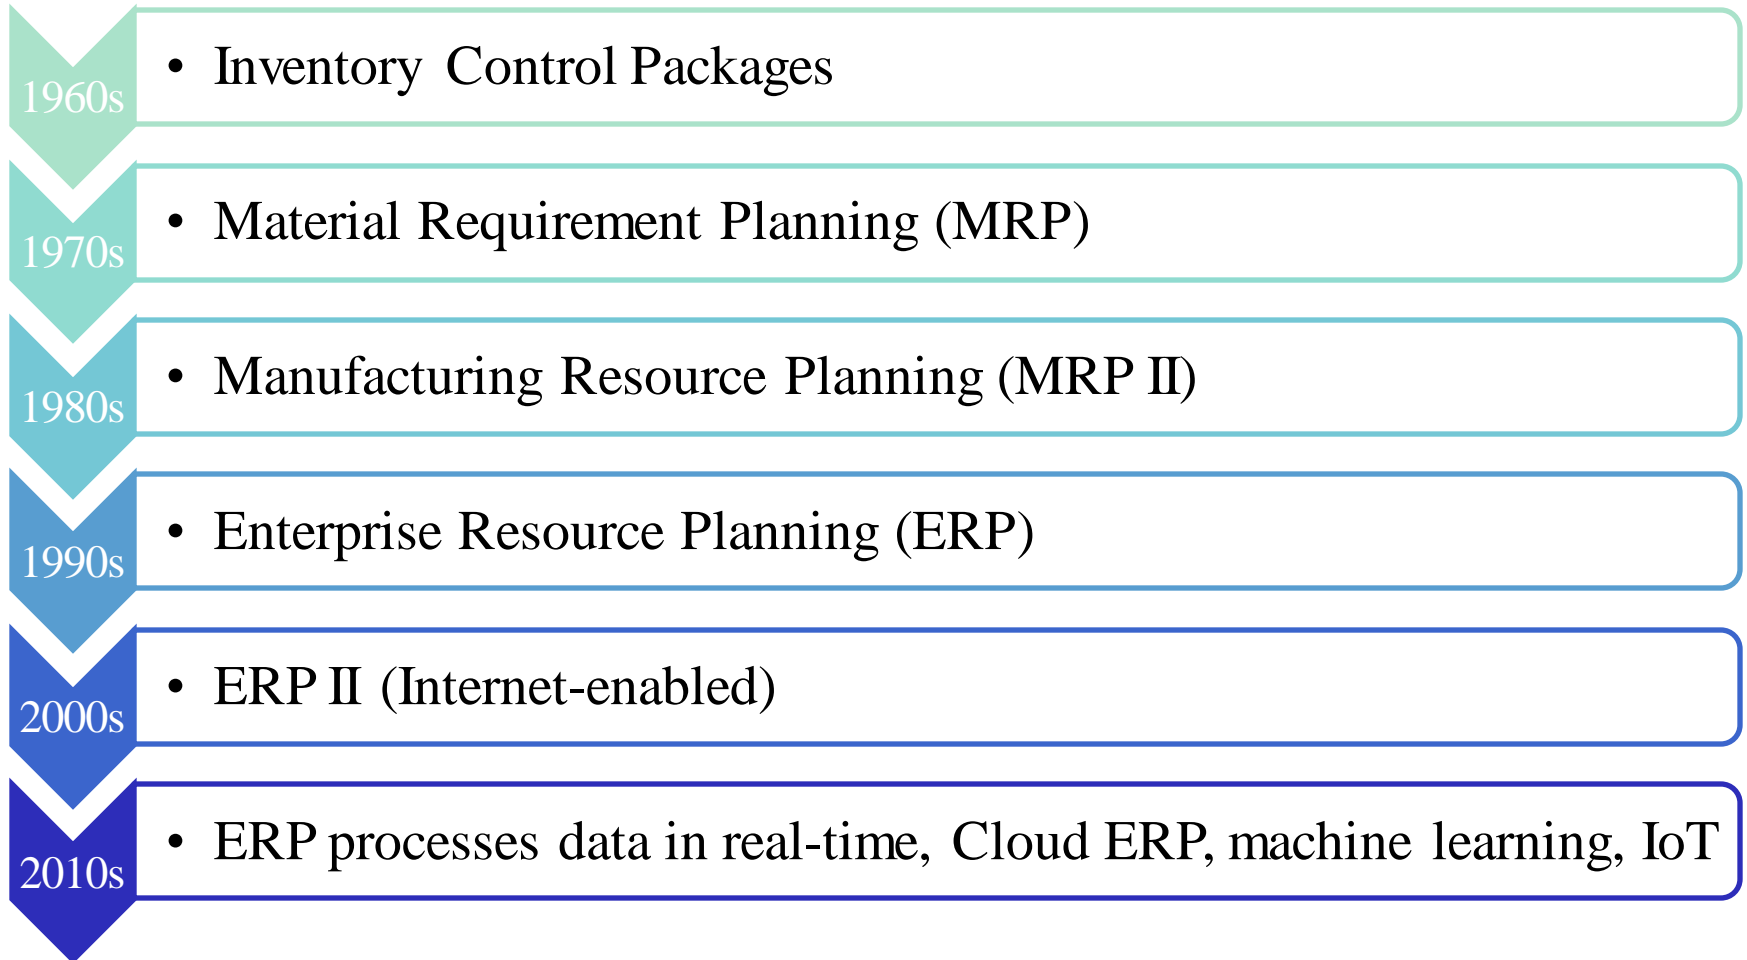 1960s
• Inventory Control Packages
1970s
• Material Requirement Planning (MRP)
1980s
• Manufacturing Resource Planning (MRP II)
1990s
• Enterprise Resource Planning (ERP)
2000s
• ERP II (Internet-enabled)
2010s
• ERP processes data in real-time, Cloud ERP, machine learning, IoT